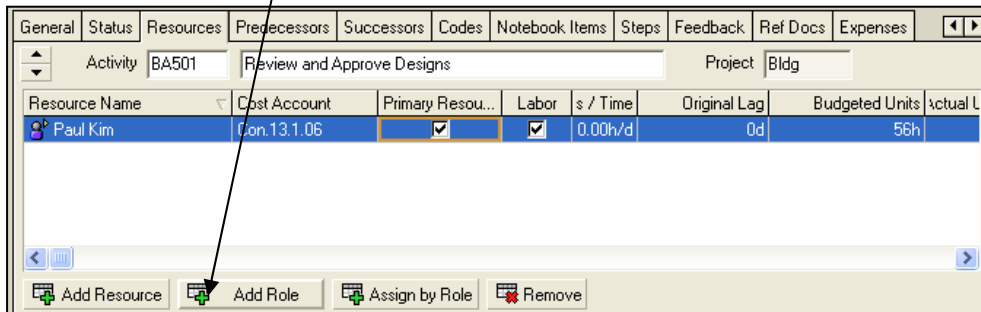 General Status Resources Predecessors Successors Codes Notebook Items Steps Feedback Ref Docs Expenses
Activity BA501 Review and Approve Designs Project Bldg
Resource Name Cost Account Primary Resou... Labor s / Time Original Lag Budgeted Units
Paul Kim Con.13.1.06 0.00h/d 0d 56h
Add Resource Add Role Assign by Role Remove